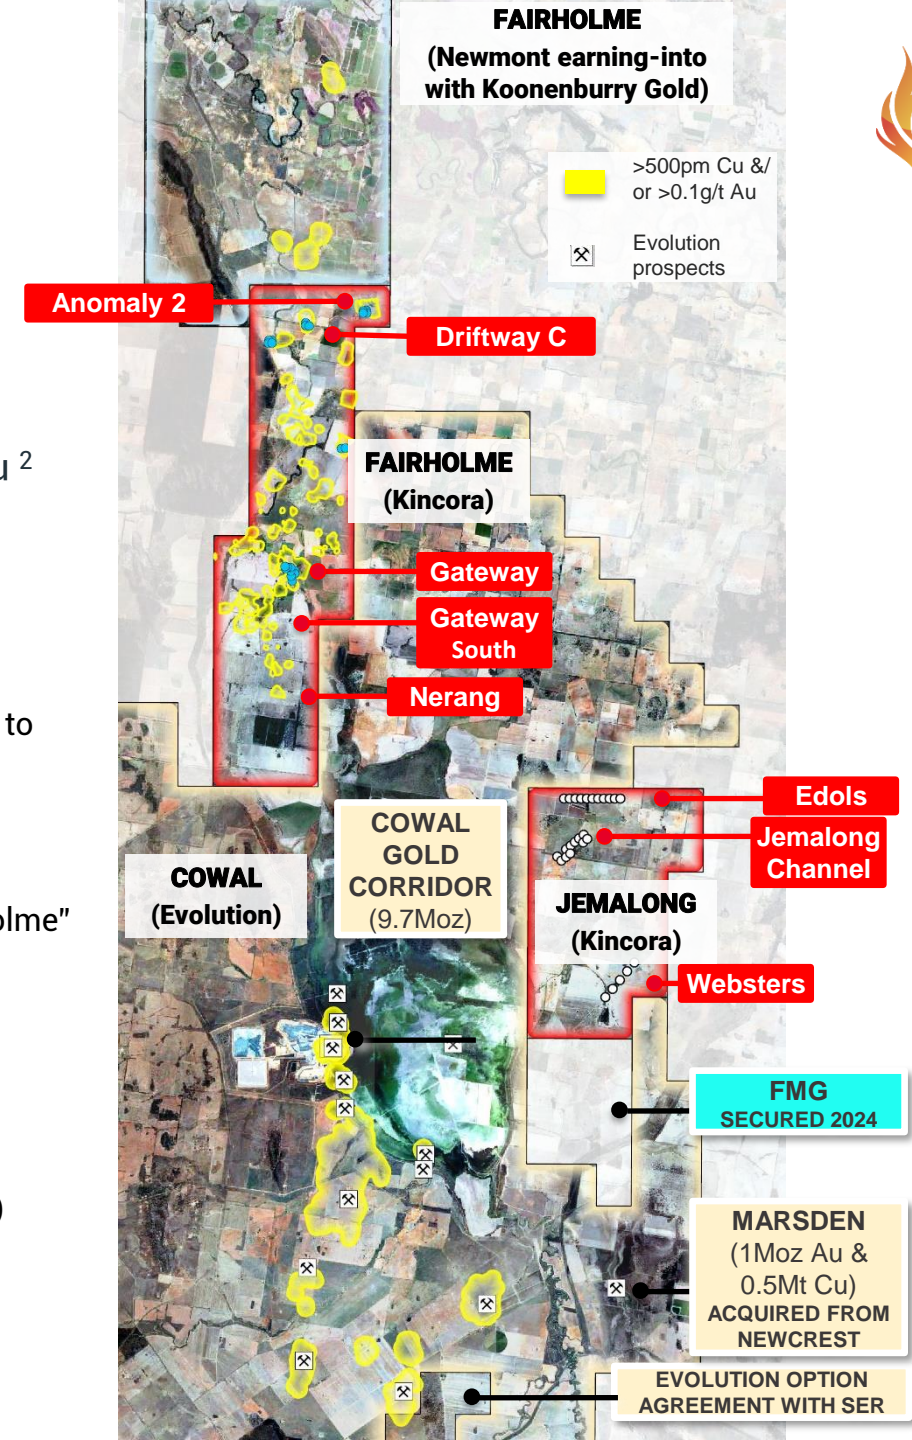 FAIRHOLME
(Newmont earning-into
with Koonenburry Gold)
>500pm Cu &/
or >0.1g/t Au
Evolution
prospects
Anomaly 2
Driftway C
2
FAIRHOLME
(Kincora)
Gateway
Gateway
South
Nerang
to
Edols
Jemalong
Channel
COWAL
GOLD
CORRIDOR
(9.7Moz)
COWAL
(Evolution)
olme"
JEMALONG
(Kincora)
Websters
FMG
SECURED 2024
)
MARSDEN
(1Moz Au &
0.5Mt Cu)
ACQUIRED FROM
NEWCREST
EVOLUTION OPTION
AGREEMENT WITH SER